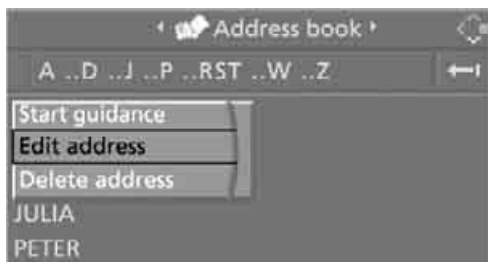 Address book
A ..D ..J ..P ..RST ..W ..Z
Start guidance
Edit address
Delete address
JULIA
PETER